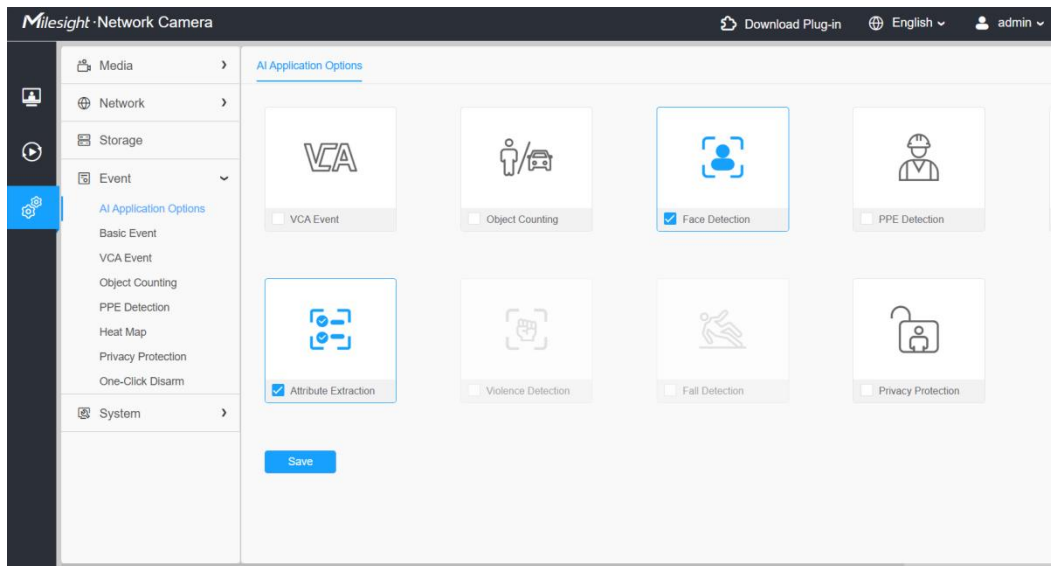 Milesight·Network Camera
Download Plug-in
English
admin
Media
Network
Storage
Event
AI Application Options
Basic Event
VCA Event
Object Counting
PPE Detection
Heat Map
Privacy Protection
One-Click Disarm
System
AI Application Options
VCA
VCA Event
Object Counting
Face Detection
PPE Detection
Attribute Extraction
Violence Detection
Fall Detection
Privacy Protection
Save